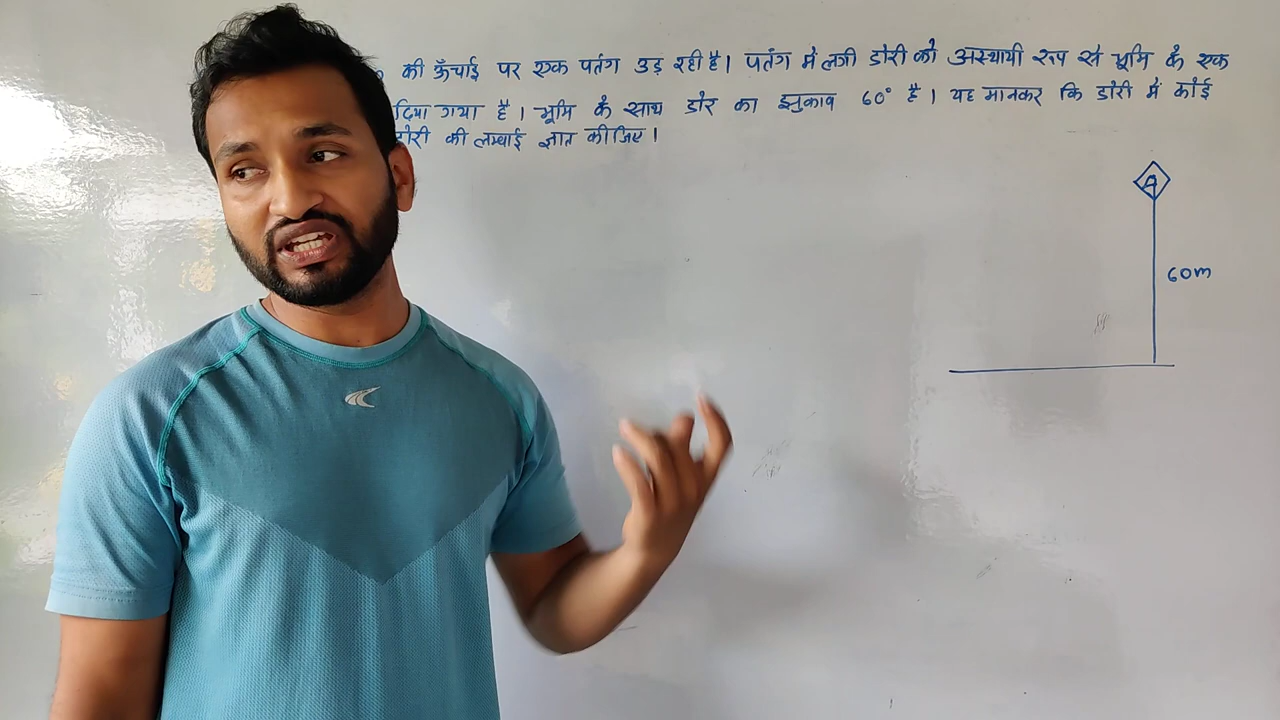 की ऊँचाई पर एक पतंग उड़ रही है। पतंग में लगी डोरी को अस्थायी रूप से भूमि के एक
दिया गया है। भूमि के साथ डोर का झुकाव 60° है। यह मानकर कि डोरी में कोई
डोरी की लम्बाई ज्ञात कीजिए।
A
60m